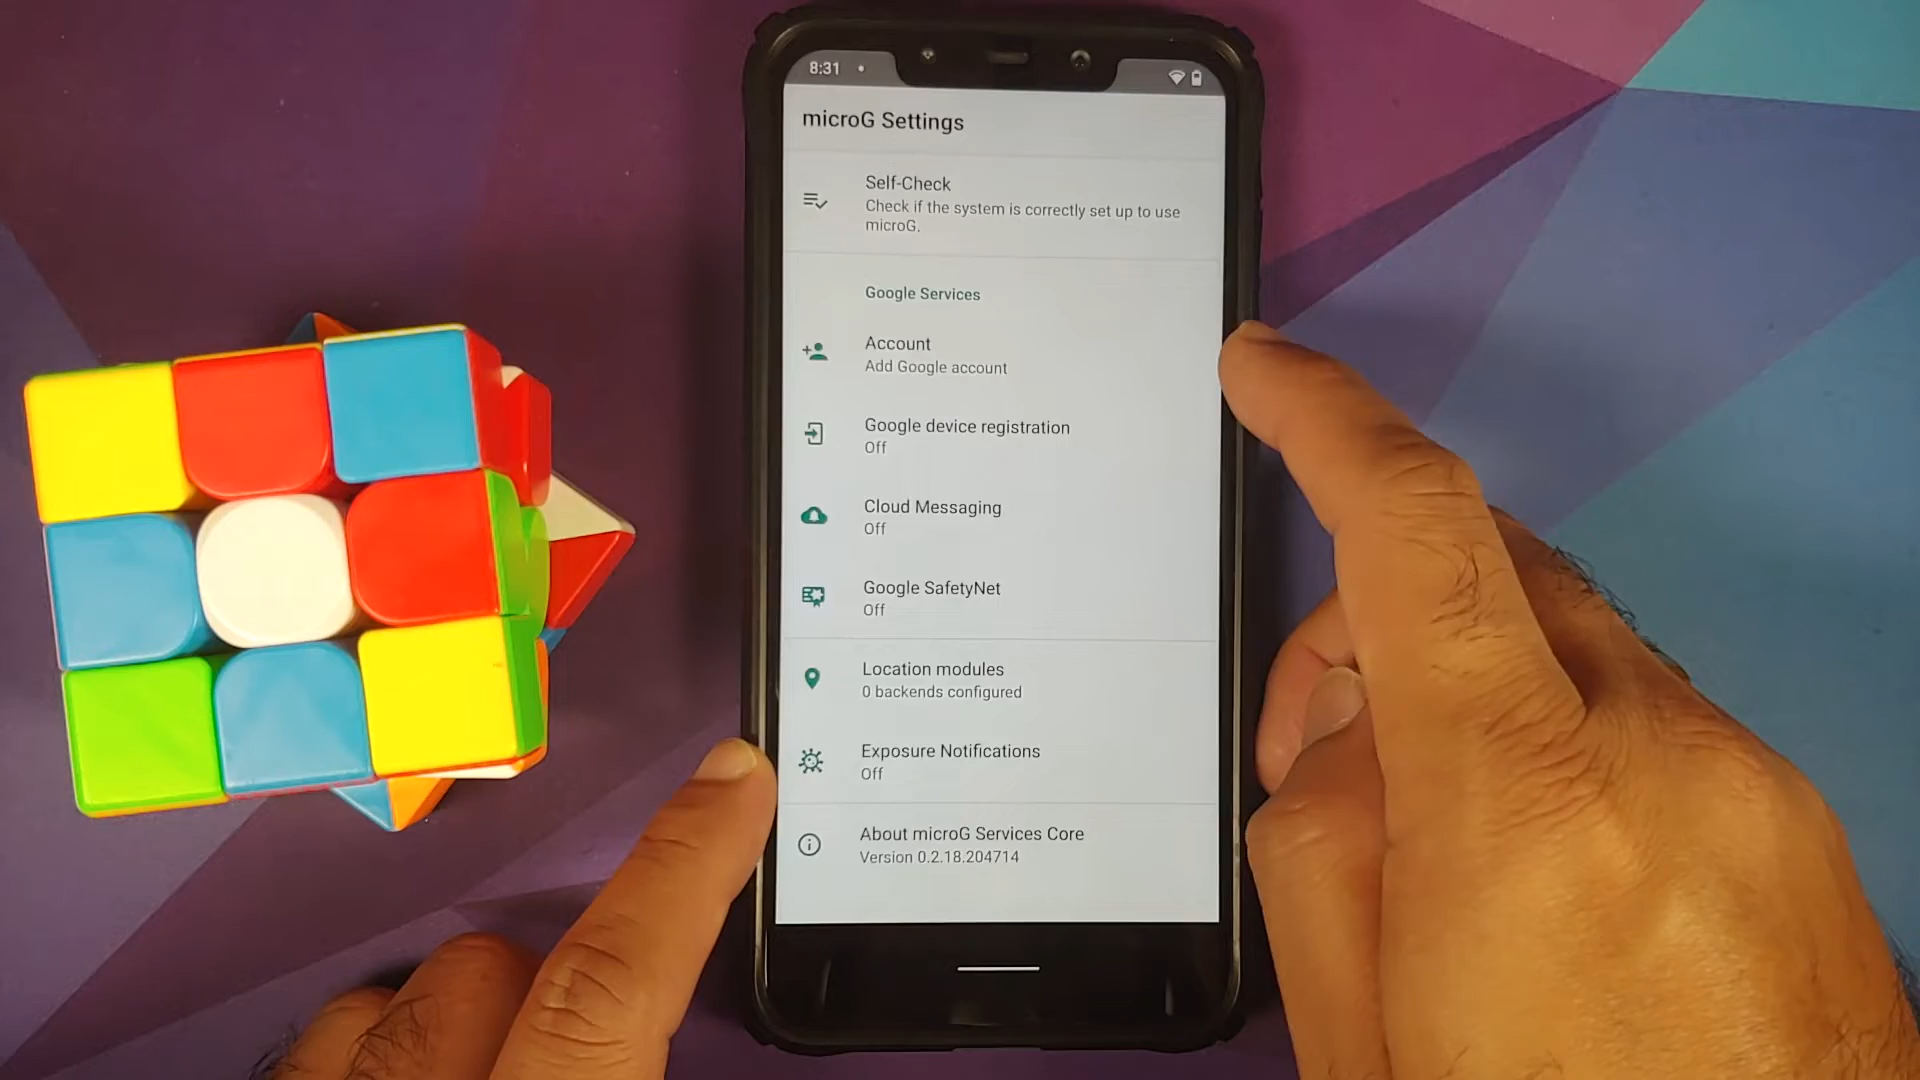 8:31
microG Settings
Self-Check
Check if the system is correctly set up to use
microG.
Google Services
Account
Add Google account
Google device registration
Off
Cloud Messaging
Off
Google SafetyNet
Off
Location modules
0 backends configured
Exposure Notifications
Off
About microG Services Core
Version 0.2.18.204714